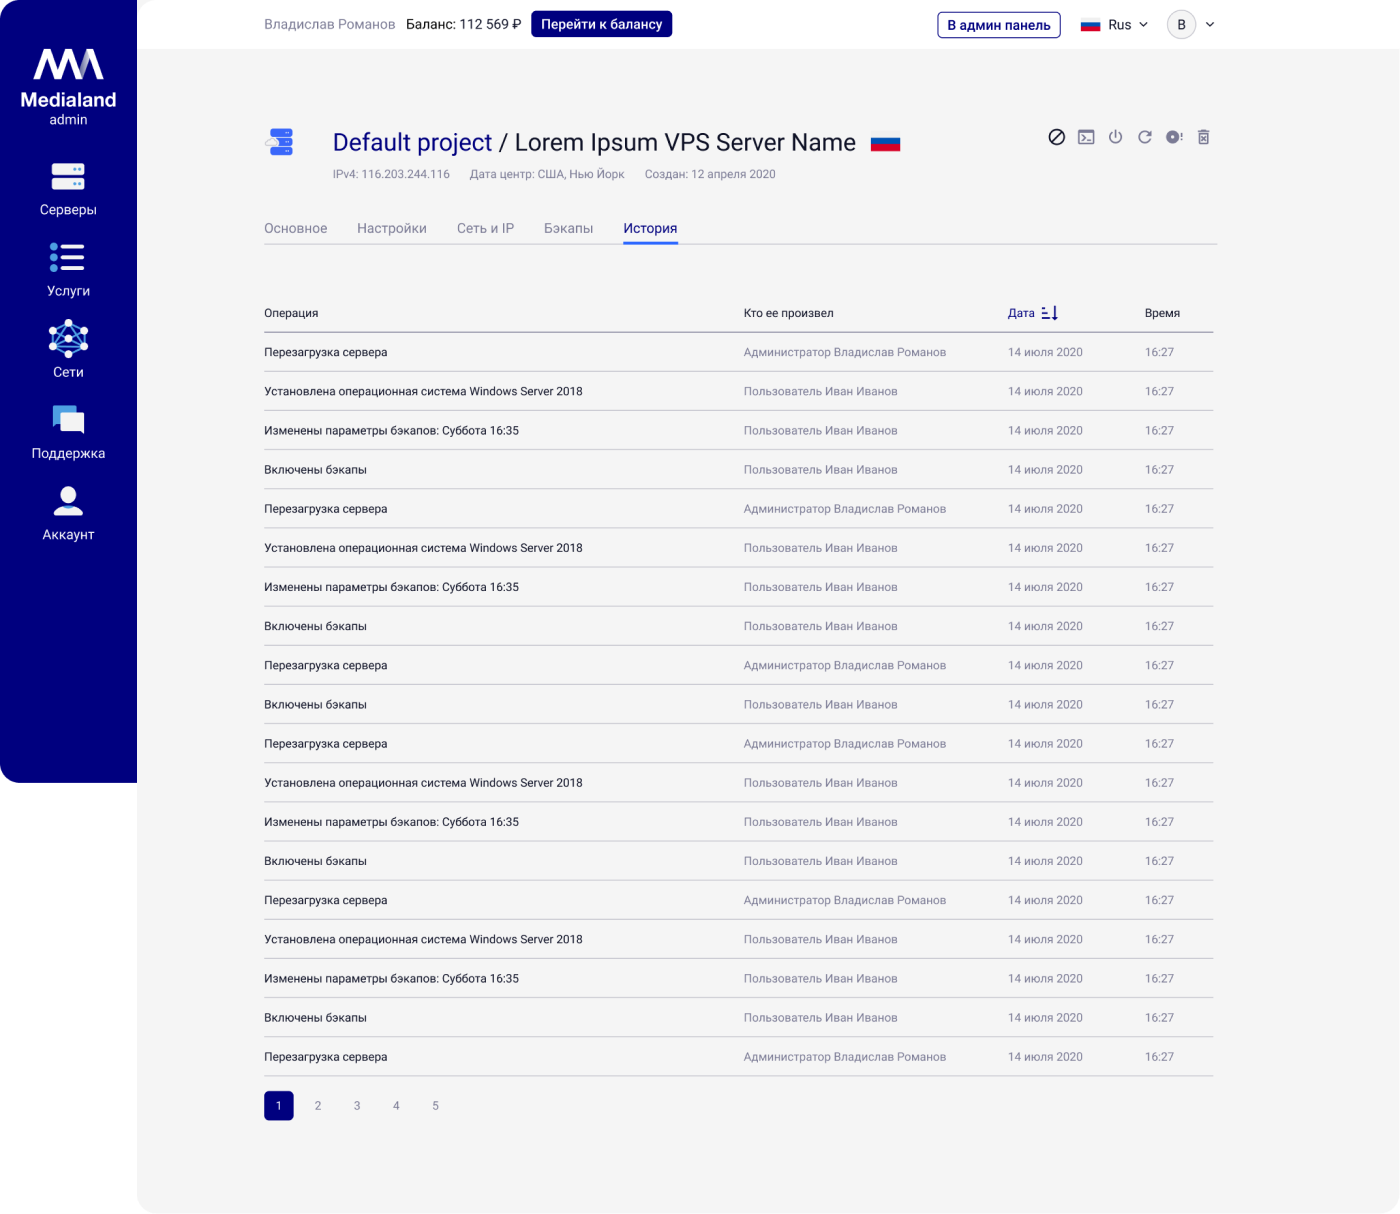 Владислав Романов Баланс: 112 569 ₽ Перейти к балансу В админ панель Rus B
Medialand
admin
Серверы
Услуги
Сети
Поддержка
Аккаунт
Default project / Lorem Ipsum VPS Server Name
IPv4: 116.203.244.116 Дата центр: США, Нью Йорк Создан: 12 апреля 2020
Основное Настройки Сеть и IP Бэкапы История
Операция Кто ее произвел Дата Время
Перезагрузка сервера Администратор Владислав Романов 14 июля 2020 16:27
Установлена операционная система Windows Server 2018 Пользователь Иван Иванов 14 июля 2020 16:27
Изменены параметры бэкапов: Суббота 16:35 Пользователь Иван Иванов 14 июля 2020 16:27
Включены бэкапы Пользователь Иван Иванов 14 июля 2020 16:27
Перезагрузка сервера Администратор Владислав Романов 14 июля 2020 16:27
Установлена операционная система Windows Server 2018 Пользователь Иван Иванов 14 июля 2020 16:27
Изменены параметры бэкапов: Суббота 16:35 Пользователь Иван Иванов 14 июля 2020 16:27
Включены бэкапы Пользователь Иван Иванов 14 июля 2020 16:27
Перезагрузка сервера Администратор Владислав Романов 14 июля 2020 16:27
Включены бэкапы Пользователь Иван Иванов 14 июля 2020 16:27
Перезагрузка сервера Администратор Владислав Романов 14 июля 2020 16:27
Установлена операционная система Windows Server 2018 Пользователь Иван Иванов 14 июля 2020 16:27
Изменены параметры бэкапов: Суббота 16:35 Пользователь Иван Иванов 14 июля 2020 16:27
Включены бэкапы Пользователь Иван Иванов 14 июля 2020 16:27
Перезагрузка сервера Администратор Владислав Романов 14 июля 2020 16:27
Установлена операционная система Windows Server 2018 Пользователь Иван Иванов 14 июля 2020 16:27
Изменены параметры бэкапов: Суббота 16:35 Пользователь Иван Иванов 14 июля 2020 16:27
Включены бэкапы Пользователь Иван Иванов 14 июля 2020 16:27
Перезагрузка сервера Администратор Владислав Романов 14 июля 2020 16:27
1 2 3 4 5